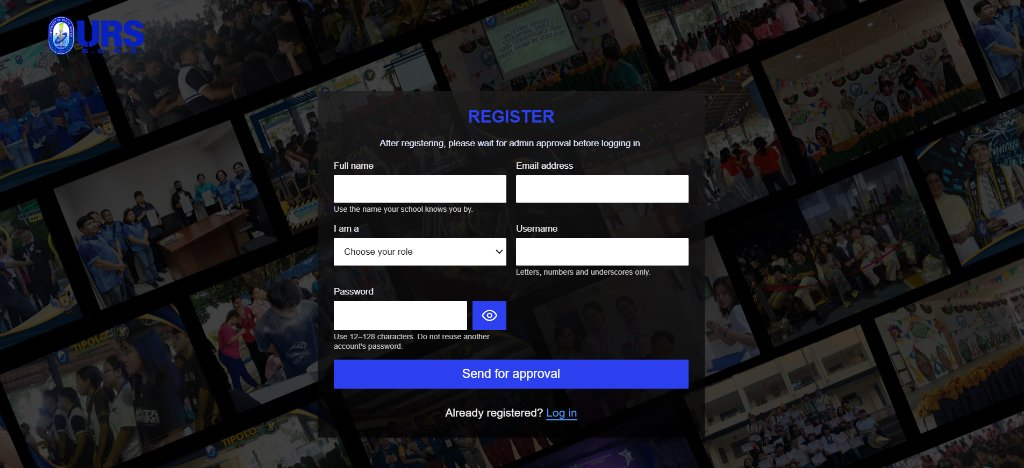 URS
REGISTER
After registering, please wait for admin approval before logging in.
Full name
Email address
Use the name your school knows you by.
I am a
Username
Choose your role
Letters, numbers and underscores only.
Password
Use 12–128 characters. Do not reuse another
account's password.
Send for approval
Already registered? Log in
TIPOLO
TIPOLO